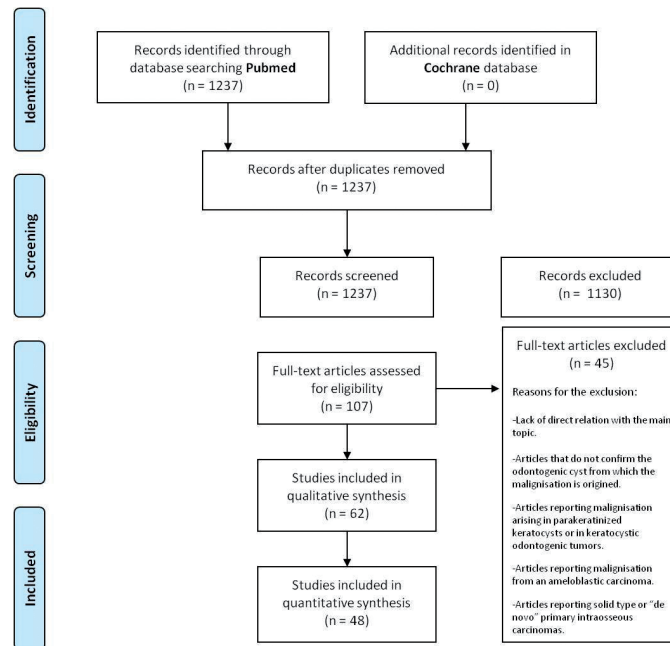 Identification
Records identified through
database searching Pubmed
(n = 1237)
Additional records identified in
Cochrane database
(n = 0)
Records after duplicates removed
(n = 1237)
Screening
Records screened
(n = 1237)
Records excluded
(n = 1130)
Eligibility
Full-text articles assessed
for eligibility
(n = 107)
Full-text articles excluded
(n = 45)
Reasons for the exclusion:
-Lack of direct relation with the main
topic.
-Articles that do not confirm the
odontogenic cyst from which the
malignisation is origined.
-Articles reporting malignisation
arising in parakeratinized
keratocysts or in keratocystic
odontogenic tumors.
-Articles reporting malignisation
from an ameloblastic carcinoma.
-Articles reporting solid type or “de
novo” primary intraosseous
carcinomas.
Studies included in
qualitative synthesis
(n = 62)
Included
Studies included in
quantitative synthesis
(n = 48)